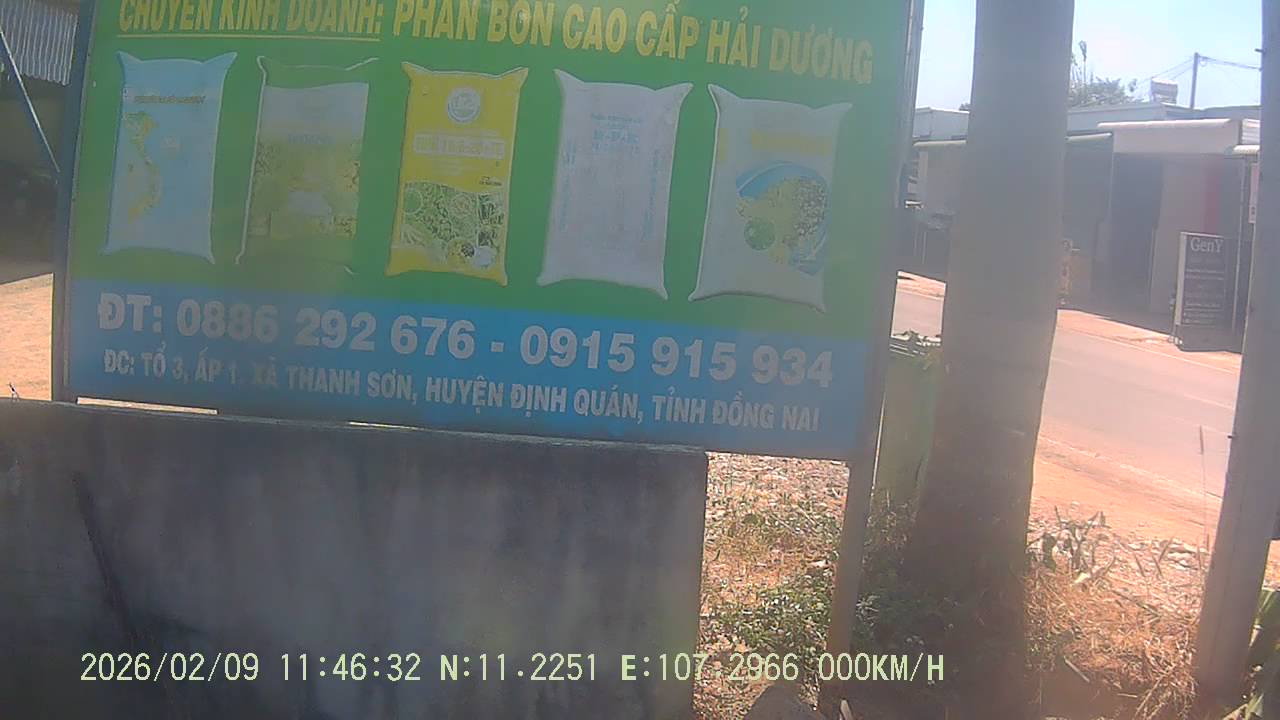 CHUYÊN KINH DOANH: PHÂN BÓN CAO CẤP HẢI DƯƠNG
ĐT: 0886 292 676 - 0915 915 934
ĐC: TỔ 3, ẤP 1, XÃ THANH SƠN, HUYỆN ĐỊNH QUÁN, TỈNH ĐỒNG NAI
GenY
2026/02/09 11:46:32 N:11.2251 E:107.2966 000KM/H